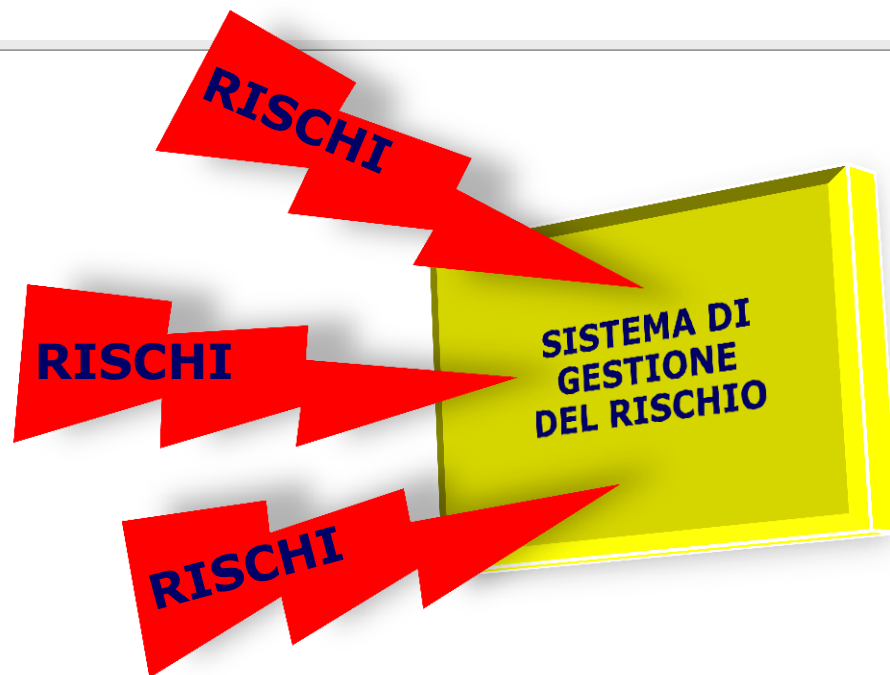 RISCHI
RISCHI
SISTEMA DI
GESTIONE
DEL RISCHIO
RISCHI